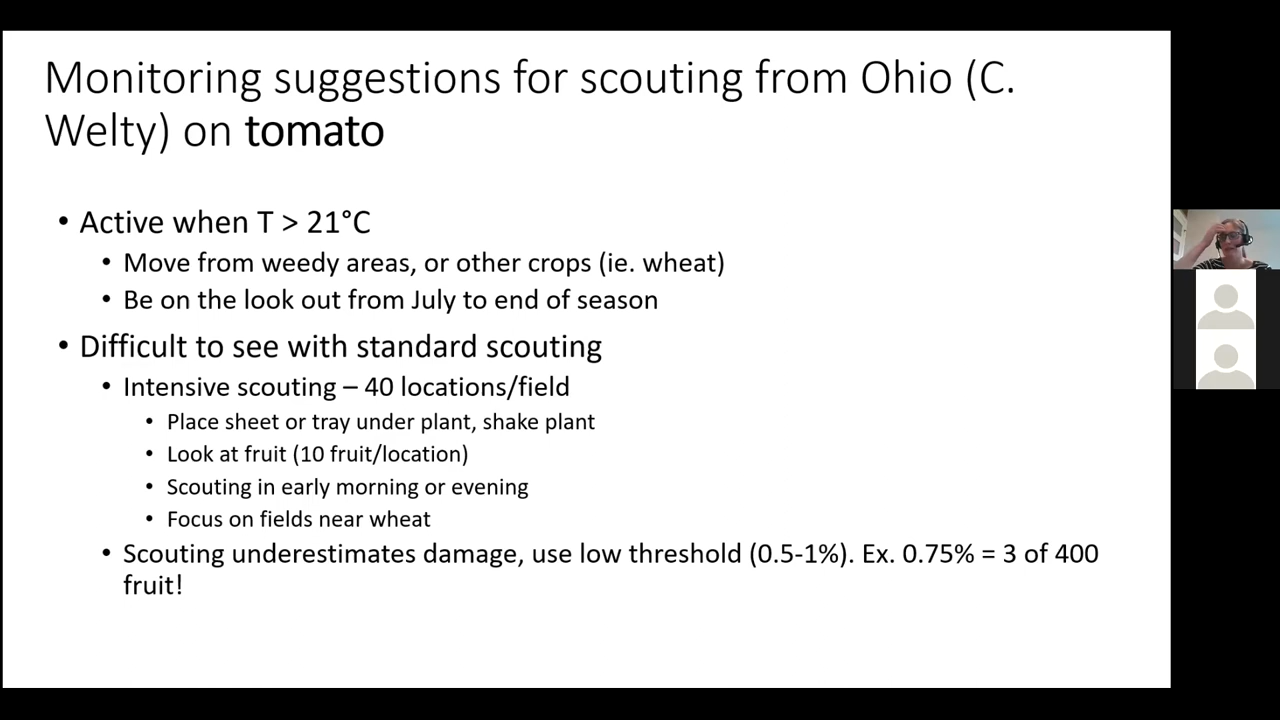 Monitoring suggestions for scouting from Ohio (C.
Welty) on tomato
• Active when T > 21°C
• Move from weedy areas, or other crops (ie. wheat)
• Be on the look out from July to end of season
• Difficult to see with standard scouting
• Intensive scouting – 40 locations/field
• Place sheet or tray under plant, shake plant
• Look at fruit (10 fruit/location)
• Scouting in early morning or evening
• Focus on fields near wheat
• Scouting underestimates damage, use low threshold (0.5-1%). Ex. 0.75% = 3 of 400
fruit!